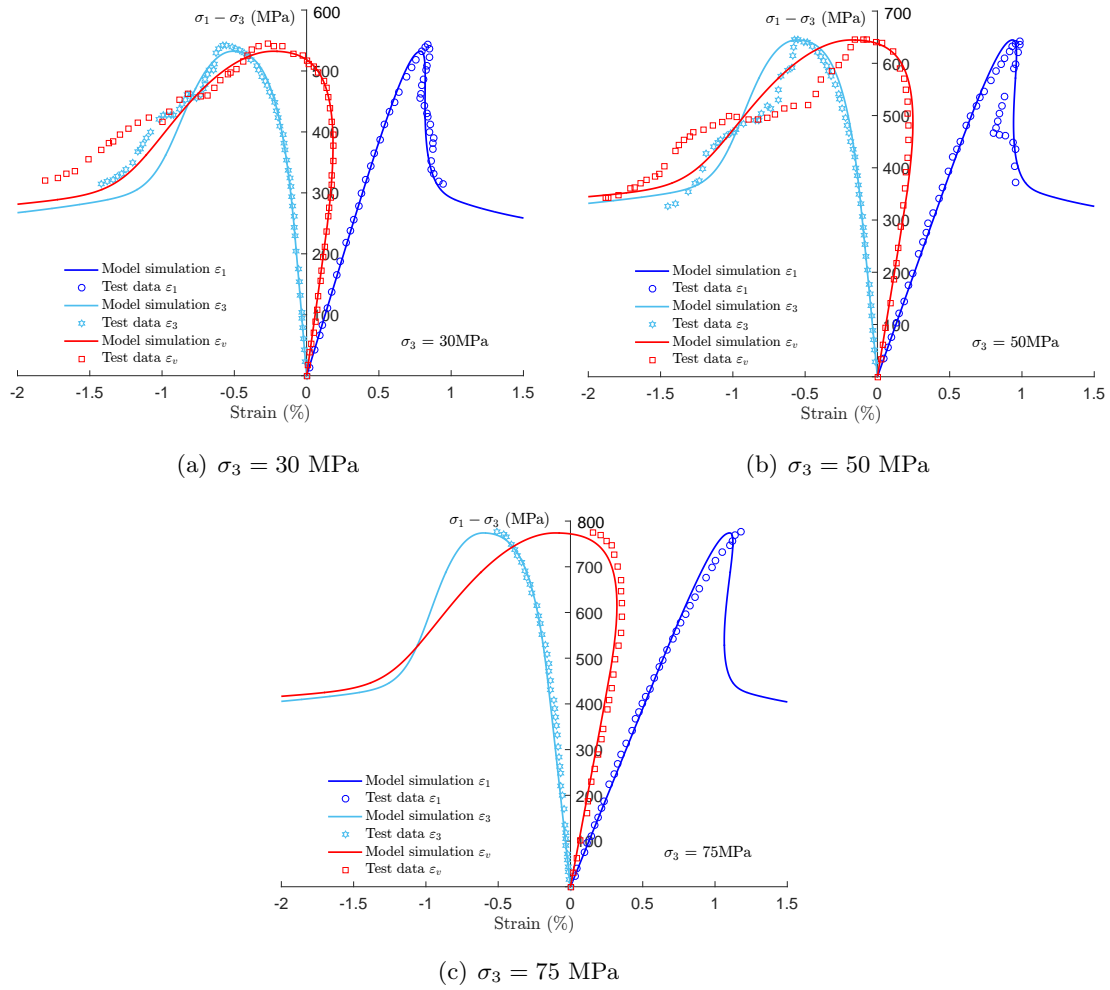 σ₁ − σ₃ (MPa)
600
500
400
300
200
100
Model simulation ε₁
Test data ε₁
Model simulation ε₃
Test data ε₃
Model simulation εᵥ
Test data εᵥ
σ₃ = 30MPa
-2 -1.5 -1 -0.5 0 0.5 1 1.5
Strain (%)
(a) σ₃ = 30 MPa
σ₁ − σ₃ (MPa)
700
600
500
400
300
200
100
Model simulation ε₁
Test data ε₁
Model simulation ε₃
Test data ε₃
Model simulation εᵥ
Test data εᵥ
σ₃ = 50MPa
-2 -1.5 -1 -0.5 0 0.5 1 1.5
Strain (%)
(b) σ₃ = 50 MPa
σ₁ − σ₃ (MPa)
800
700
600
500
400
300
200
100
Model simulation ε₁
Test data ε₁
Model simulation ε₃
Test data ε₃
Model simulation εᵥ
Test data εᵥ
σ₃ = 75MPa
-2 -1.5 -1 -0.5 0 0.5 1 1.5
Strain (%)
(c) σ₃ = 75 MPa